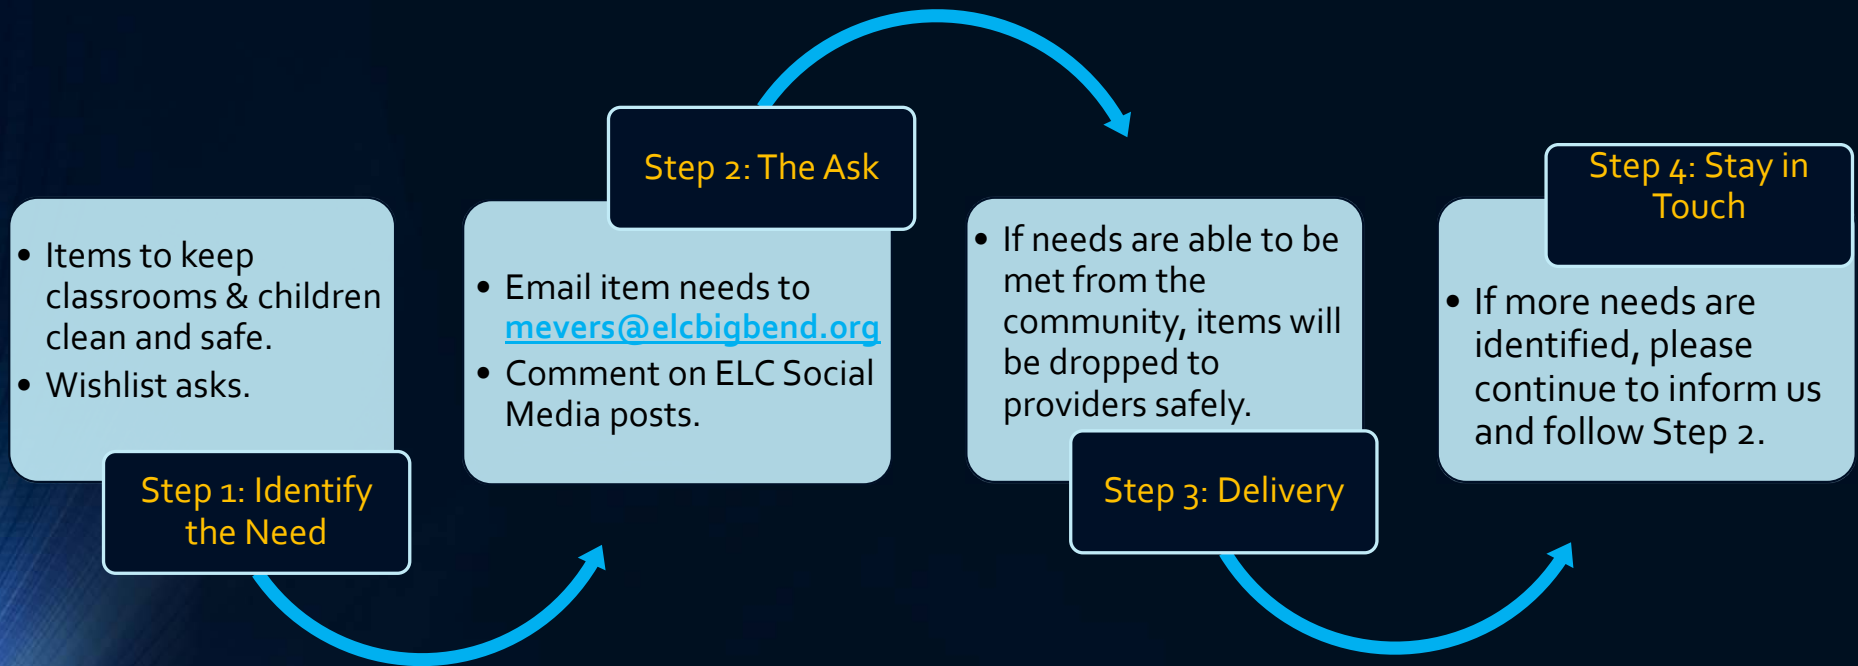 • Items to keep
classrooms & children
clean and safe.
• Wishlist asks.
Step 1: Identify
the Need
Step 2: The Ask
• Email item needs to
mevers@elcbigbend.org
• Comment on ELC Social
Media posts.
• If needs are able to be
met from the
community, items will
be dropped to
providers safely.
Step 3: Delivery
Step 4: Stay in
Touch
• If more needs are
identified, please
continue to inform us
and follow Step 2.